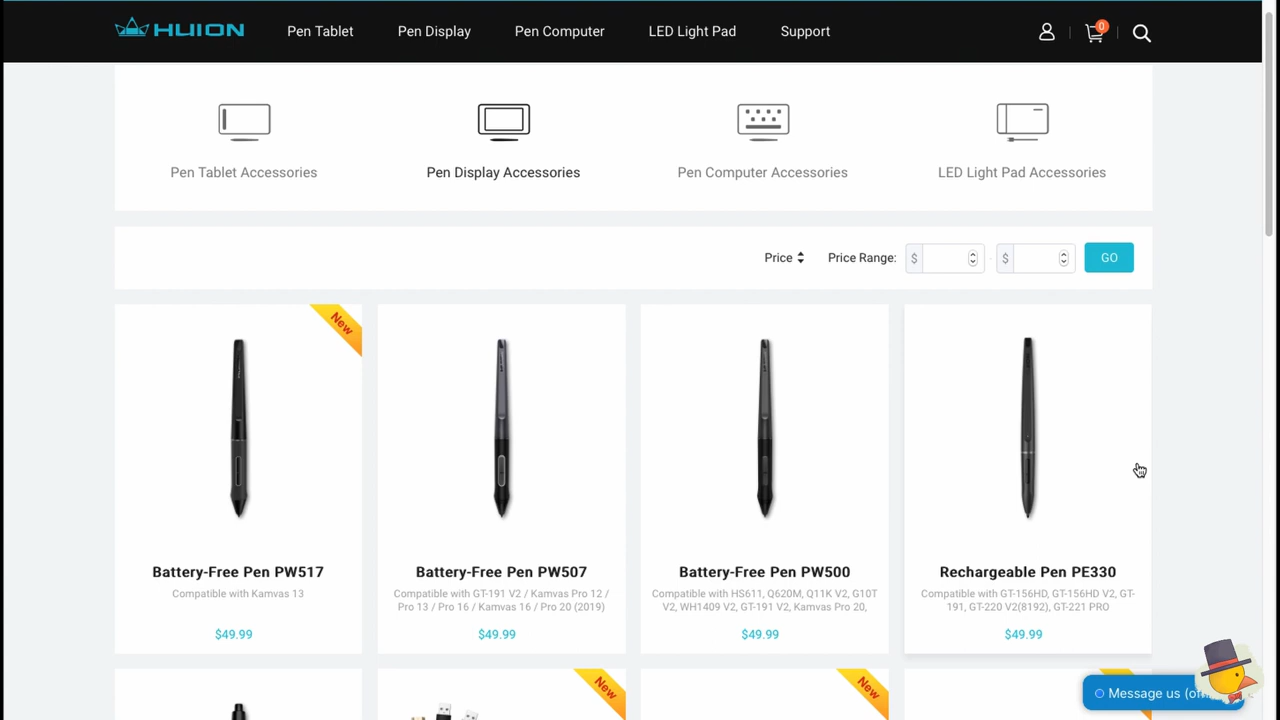 HUION
Pen Tablet
Pen Display
Pen Computer
LED Light Pad
Support
0
Pen Tablet Accessories
Pen Display Accessories
Pen Computer Accessories
LED Light Pad Accessories
Price
Price Range:
$
$
GO
New
Battery-Free Pen PW517
Compatible with Kamvas 13
$49.99
Battery-Free Pen PW507
Compatible with GT-191 V2 / Kamvas Pro 12 /
Pro 13 / Pro 16 / Kamvas 16 / Pro 20 (2019)
$49.99
Battery-Free Pen PW500
Compatible with HS611, Q620M, Q11K V2, G10T
V2, WH1409 V2, GT-191 V2, Kamvas Pro 20,
$49.99
Rechargeable Pen PE330
Compatible with GT-156HD, GT-156HD V2, GT-
191, GT-220 V2(8192), GT-221 PRO
$49.99
New
New
Message us